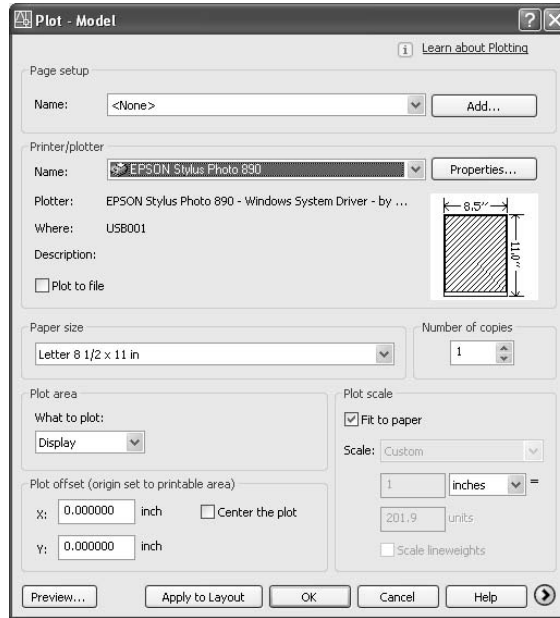 Plot - Model
Learn about Plotting
Page setup
Name: <None> Add...
Printer/plotter
Name: EPSON Stylus Photo 890 Properties...
Plotter: EPSON Stylus Photo 890 - Windows System Driver - by ...
Where: USB001
Description:
Plot to file
8.5″
11.0″
Paper size
Letter 8 1/2 x 11 in
Number of copies
1
Plot area
What to plot:
Display
Plot offset (origin set to printable area)
X: 0.000000 inch Center the plot
Y: 0.000000 inch
Plot scale
Fit to paper
Scale: Custom
1 inches =
201.9 units
Scale lineweights
Preview... Apply to Layout OK Cancel Help